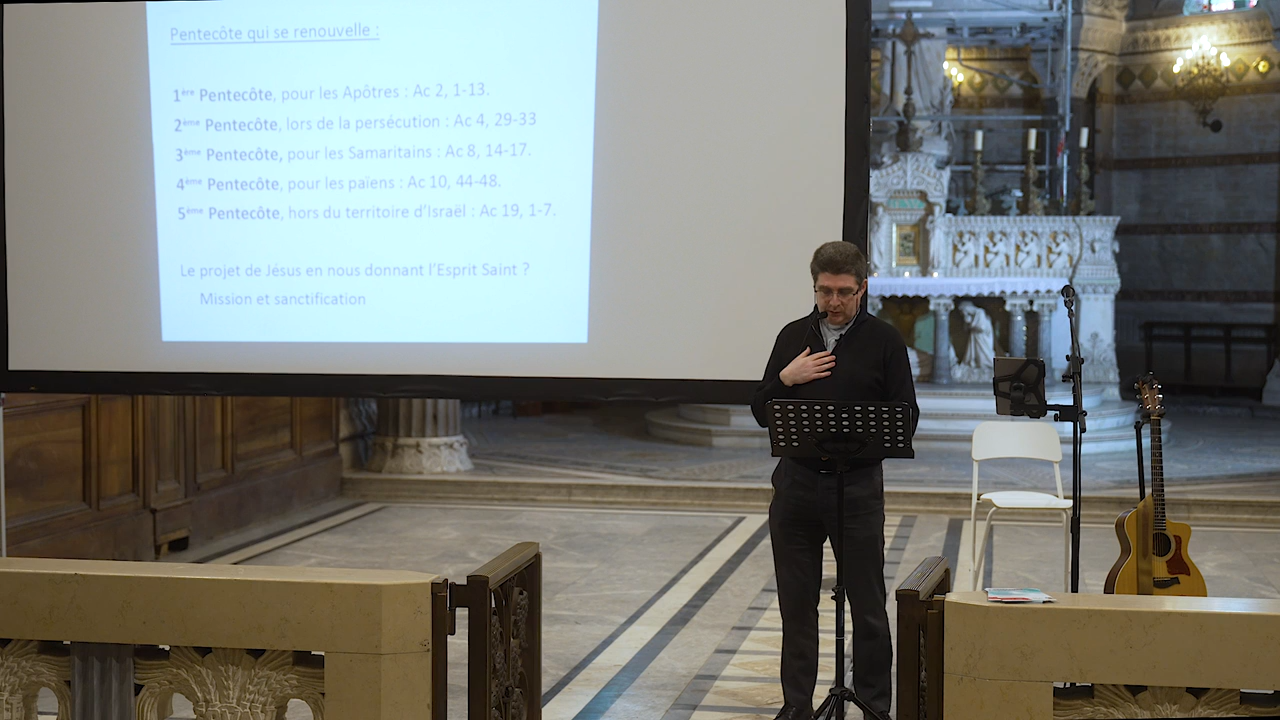 Pentecôte qui se renouvelle :
1ère Pentecôte, pour les Apôtres : Ac 2, 1-13.
2ème Pentecôte, lors de la persécution : Ac 4, 29-33
3ème Pentecôte, pour les Samaritains : Ac 8, 14-17.
4ème Pentecôte, pour les païens : Ac 10, 44-48.
5ème Pentecôte, hors du territoire d'Israël : Ac 19, 1-7.
Le projet de Jésus en nous donnant l'Esprit Saint ?
Mission et sanctification